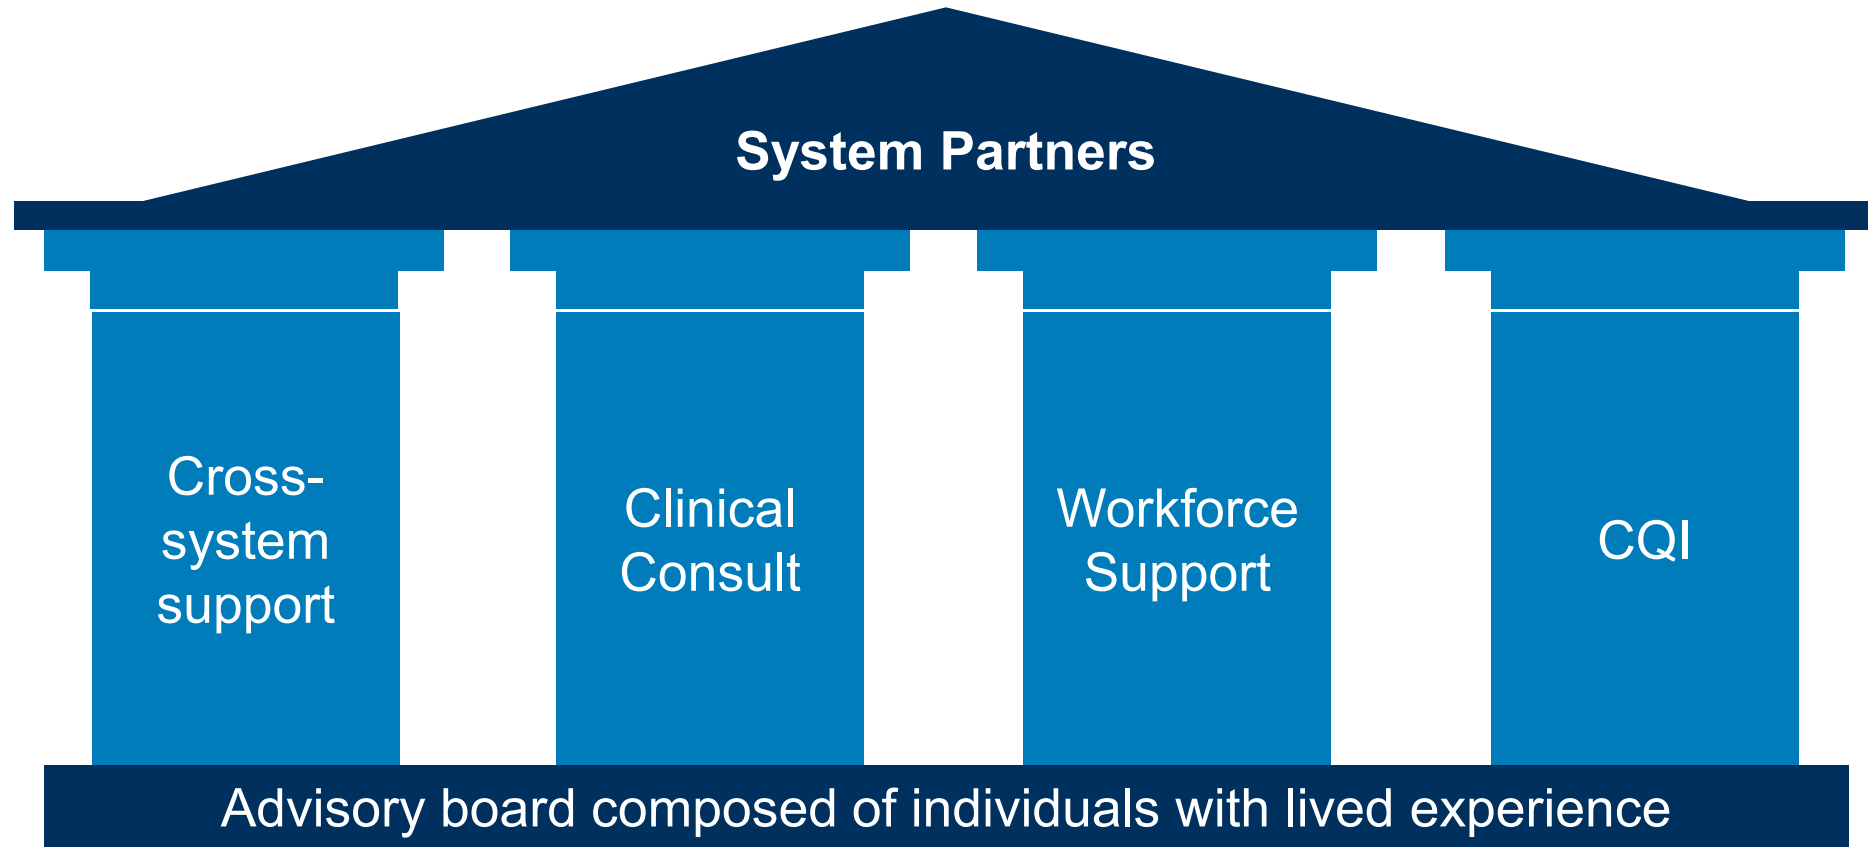 System Partners
Cross-
system
support
Clinical
Consult
Workforce
Support
CQI
Advisory board composed of individuals with lived experience